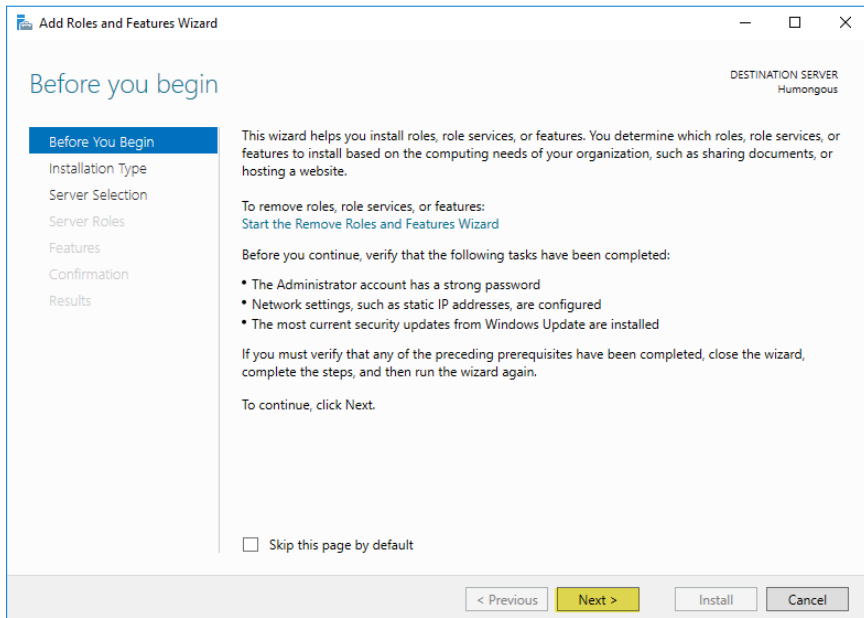 Add Roles and Features Wizard
Before you begin
DESTINATION SERVER
Humongous
Before You Begin
Installation Type
Server Selection
Server Roles
Features
Confirmation
Results
This wizard helps you install roles, role services, or features. You determine which roles, role services, or
features to install based on the computing needs of your organization, such as sharing documents, or
hosting a website.
To remove roles, role services, or features:
Start the Remove Roles and Features Wizard
Before you continue, verify that the following tasks have been completed:
• The Administrator account has a strong password
• Network settings, such as static IP addresses, are configured
• The most current security updates from Windows Update are installed
If you must verify that any of the preceding prerequisites have been completed, close the wizard,
complete the steps, and then run the wizard again.
To continue, click Next.
Skip this page by default
< Previous
Next >
Install
Cancel